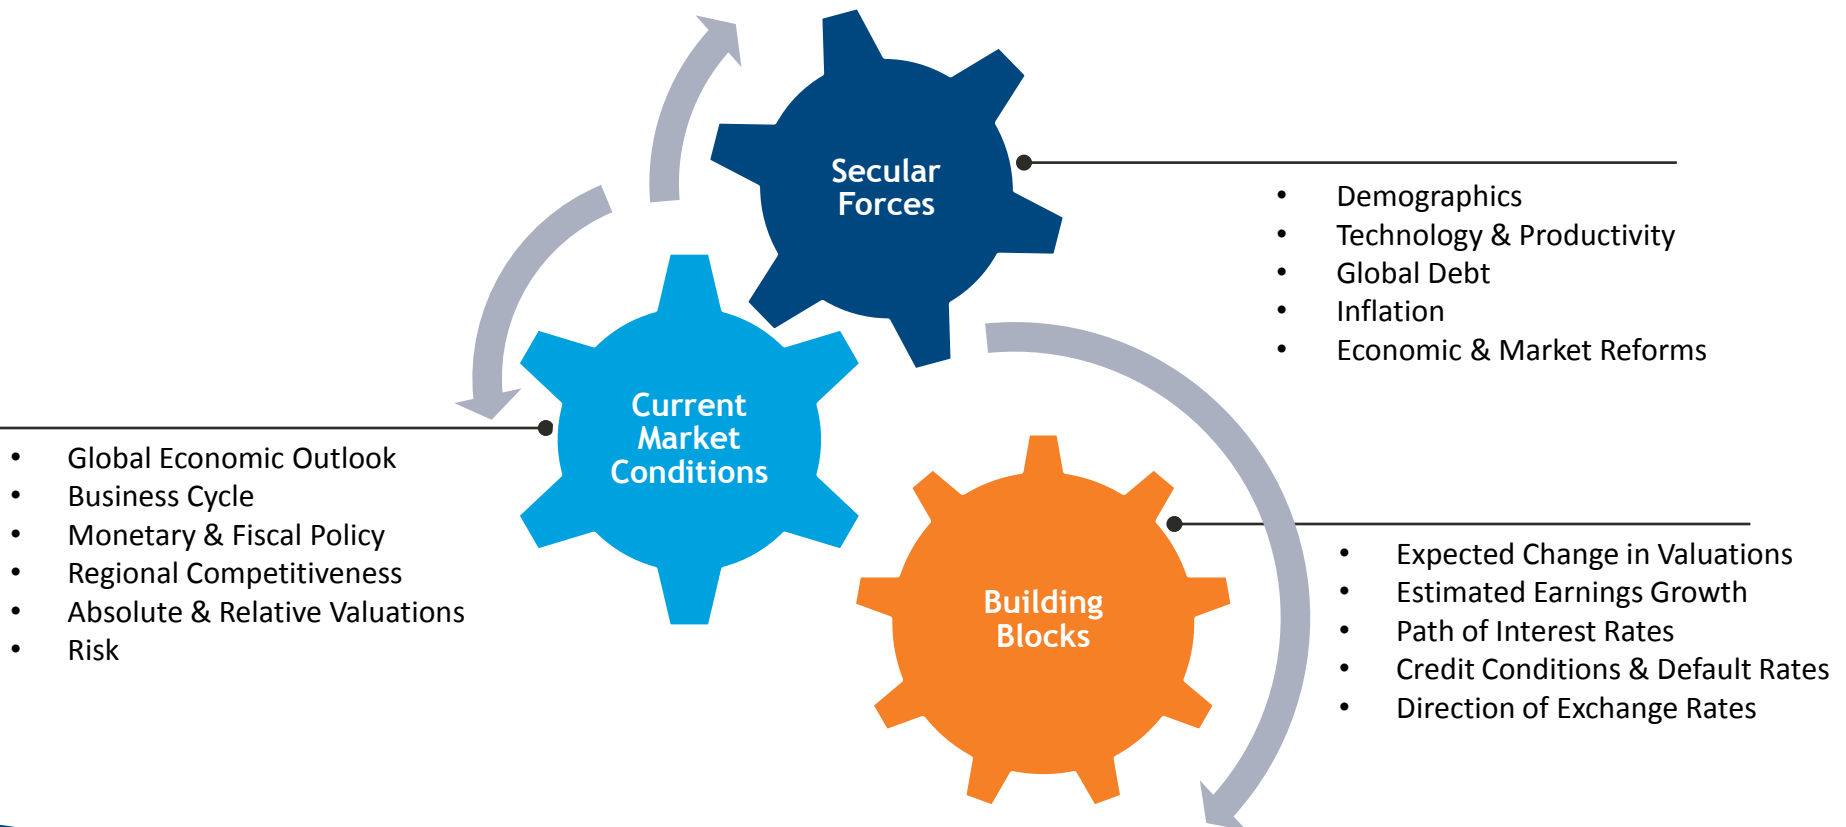 Secular
Forces
• Demographics
• Technology & Productivity
• Global Debt
• Inflation
• Economic & Market Reforms
Current
Market
Conditions
• Global Economic Outlook
• Business Cycle
• Monetary & Fiscal Policy
• Regional Competitiveness
• Absolute & Relative Valuations
• Risk
Building
Blocks
• Expected Change in Valuations
• Estimated Earnings Growth
• Path of Interest Rates
• Credit Conditions & Default Rates
• Direction of Exchange Rates